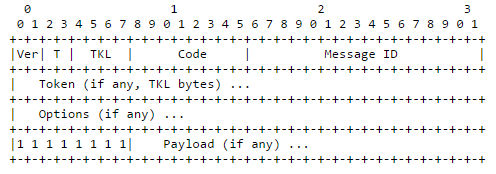 0                   1                   2                   3
 0 1 2 3 4 5 6 7 8 9 0 1 2 3 4 5 6 7 8 9 0 1 2 3 4 5 6 7 8 9 0 1
+-+-+-+-+-+-+-+-+-+-+-+-+-+-+-+-+-+-+-+-+-+-+-+-+-+-+-+-+-+-+-+-+
|Ver| T |  TKL  |      Code     |          Message ID           |
+-+-+-+-+-+-+-+-+-+-+-+-+-+-+-+-+-+-+-+-+-+-+-+-+-+-+-+-+-+-+-+-+
|   Token (if any, TKL bytes) ...
+-+-+-+-+-+-+-+-+-+-+-+-+-+-+-+-+-+-+-+-+-+-+-+-+-+-+-+-+-+-+-+-+
|   Options (if any) ...
+-+-+-+-+-+-+-+-+-+-+-+-+-+-+-+-+-+-+-+-+-+-+-+-+-+-+-+-+-+-+-+-+
|1 1 1 1 1 1 1 1|    Payload (if any) ...
+-+-+-+-+-+-+-+-+-+-+-+-+-+-+-+-+-+-+-+-+-+-+-+-+-+-+-+-+-+-+-+-+